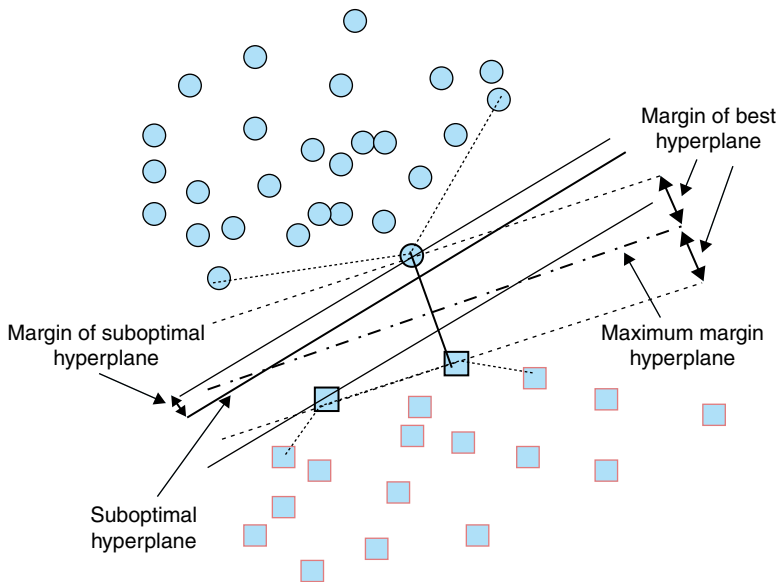 Margin of best
hyperplane
Margin of suboptimal
hyperplane
Maximum margin
hyperplane
Suboptimal
hyperplane